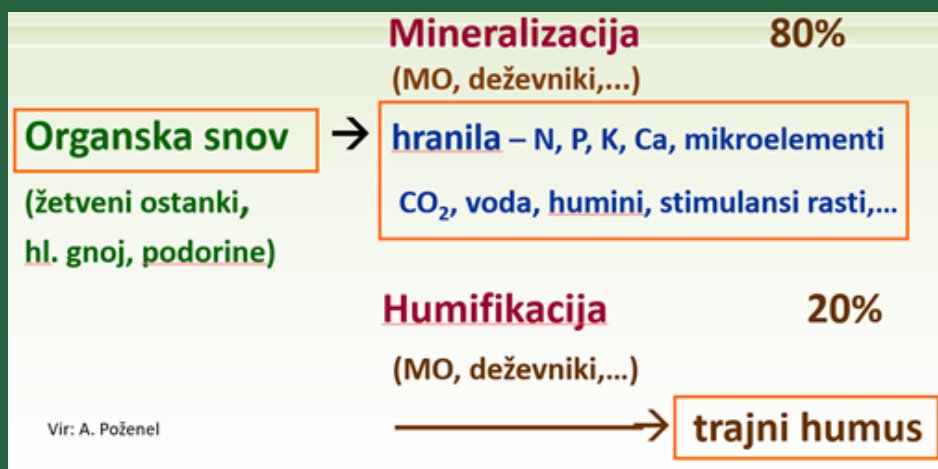 Mineralizacija 80%
(MO, deževniki,...)
Organska snov → hranila – N, P, K, Ca, mikroelementi
(žetveni ostanki, CO₂, voda, humini, stimulansi rasti,...
hl. gnoj, podorine)
Humifikacija 20%
(MO, deževniki,...)
Vir: A. Poženel → trajni humus